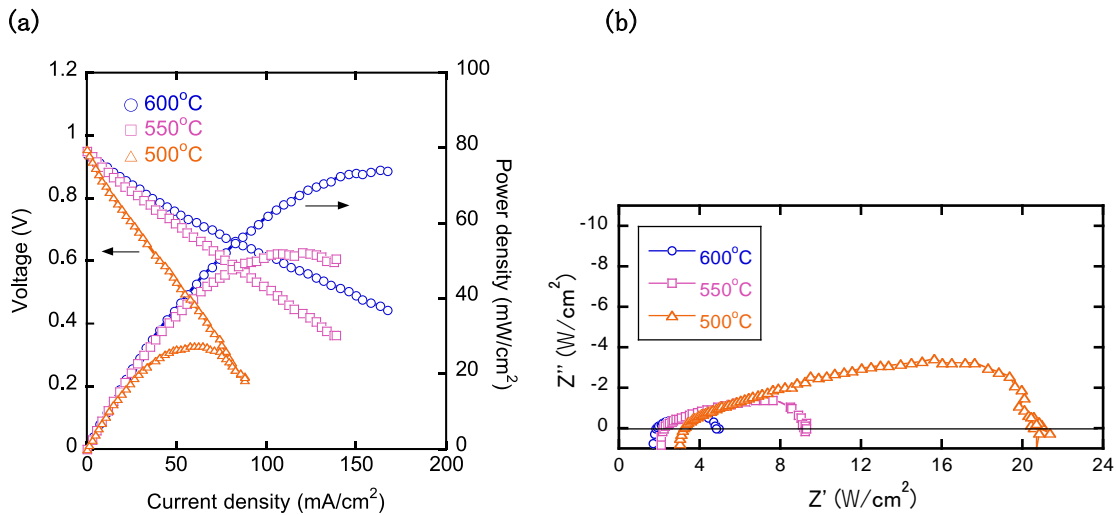 (a)
(b)
100
80
60
40
20
0
Power density (mW/cm²)
1.2
1
0.8
0.6
0.4
0.2
0
Voltage (V)
600°C
550°C
500°C
0
50
100
150
200
Current density (mA/cm²)
-10
-8
-6
-4
-2
0
Z'' (W/cm²)
600°C
550°C
500°C
0
4
8
12
16
20
24
Z' (W/cm²)